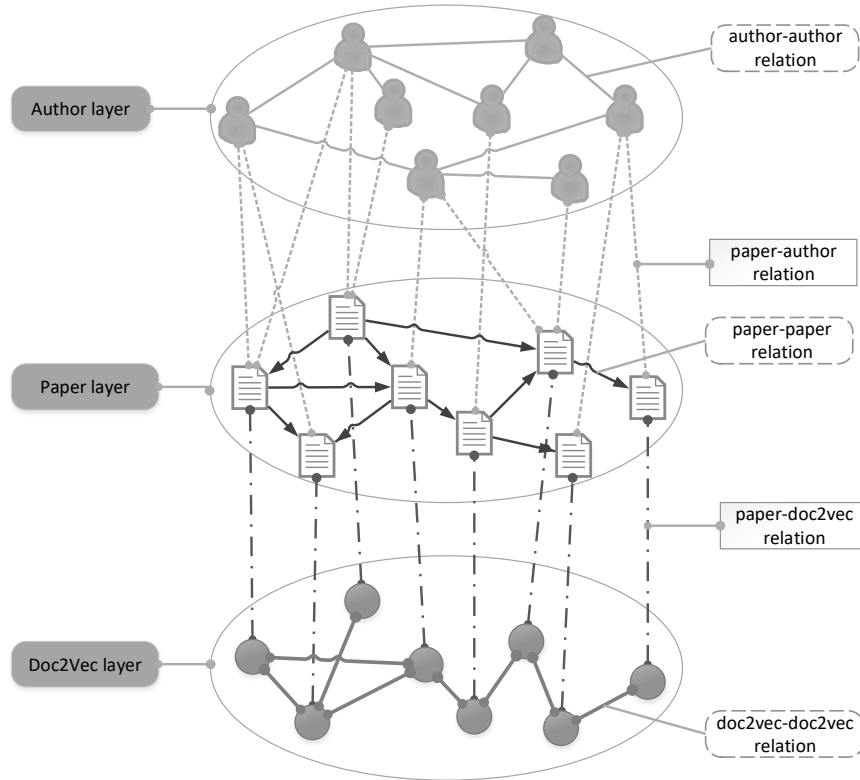 author-author
relation
Author layer
paper-author
relation
paper-paper
relation
Paper layer
paper-doc2vec
relation
Doc2Vec layer
doc2vec-doc2vec
relation